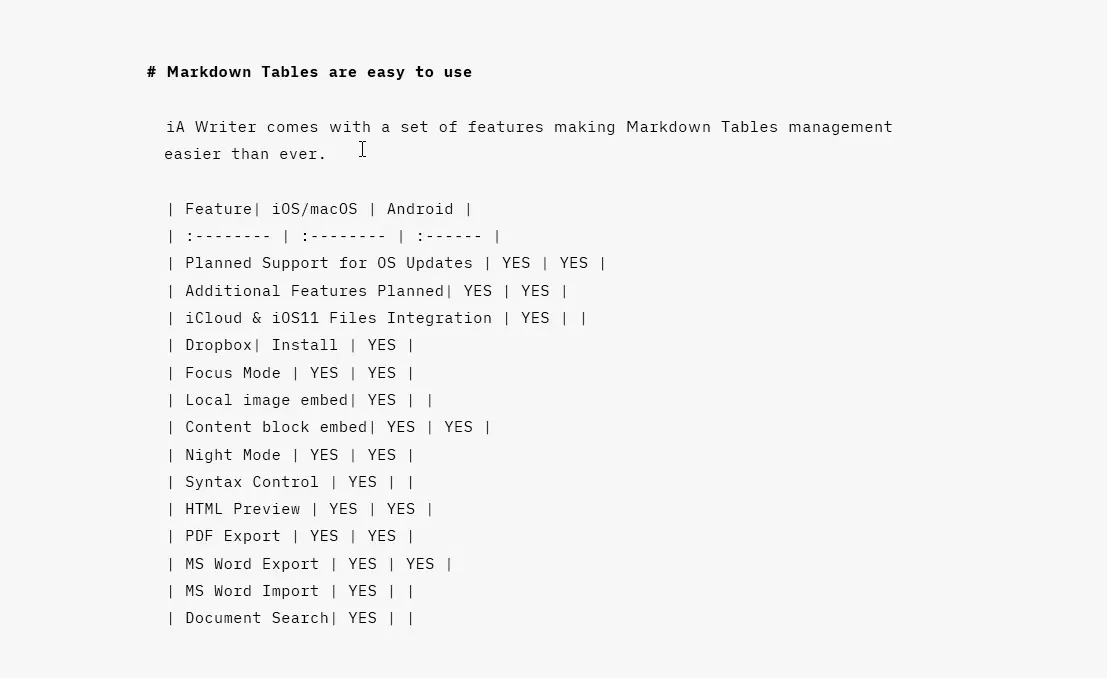 # Markdown Tables are easy to use
iA Writer comes with a set of features making Markdown Tables management
easier than ever.
| Feature| iOS/macOS | Android |
| :-------- | :-------- | :------ |
| Planned Support for OS Updates | YES | YES |
| Additional Features Planned| YES | YES |
| iCloud & iOS11 Files Integration | YES | |
| Dropbox| Install | YES |
| Focus Mode | YES | YES |
| Local image embed| YES | |
| Content block embed| YES | YES |
| Night Mode | YES | YES |
| Syntax Control | YES | |
| HTML Preview | YES | YES |
| PDF Export | YES | YES |
| MS Word Export | YES | YES |
| MS Word Import | YES | |
| Document Search| YES | |